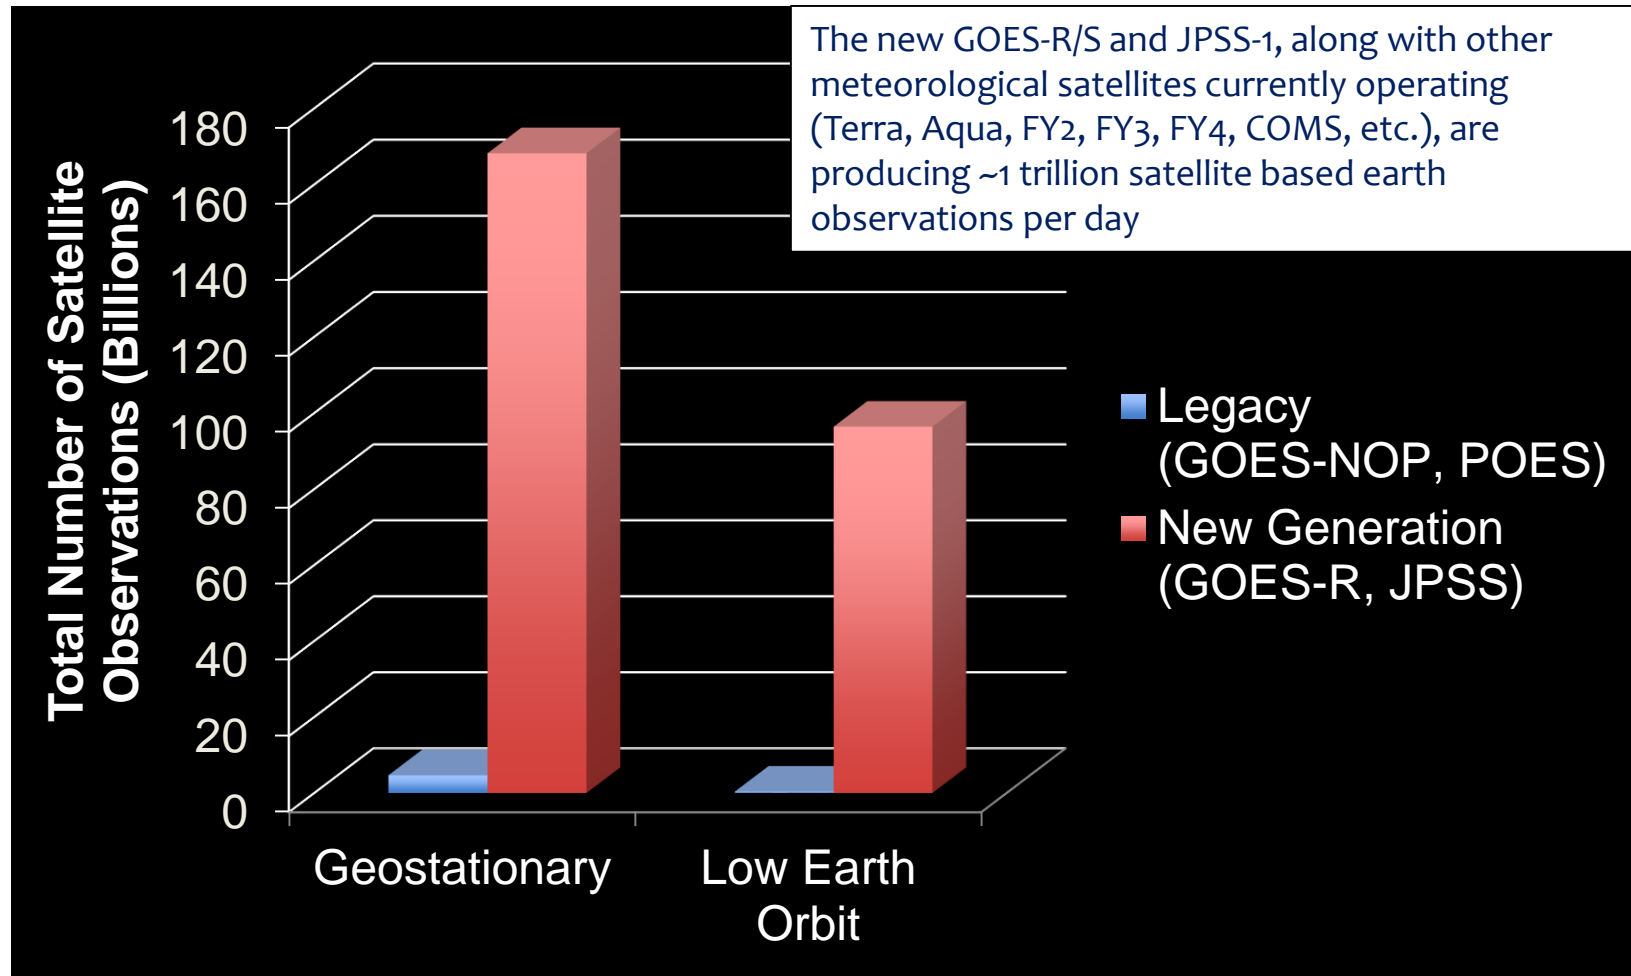 The new GOES-R/S and JPSS-1, along with other
meteorological satellites currently operating
(Terra, Aqua, FY2, FY3, FY4, COMS, etc.), are
producing ~1 trillion satellite based earth
observations per day
Total Number of Satellite
Observations (Billions)
180
160
140
120
100
80
60
40
20
0
Geostationary
Low Earth
Orbit
Legacy
(GOES-NOP, POES)
New Generation
(GOES-R, JPSS)